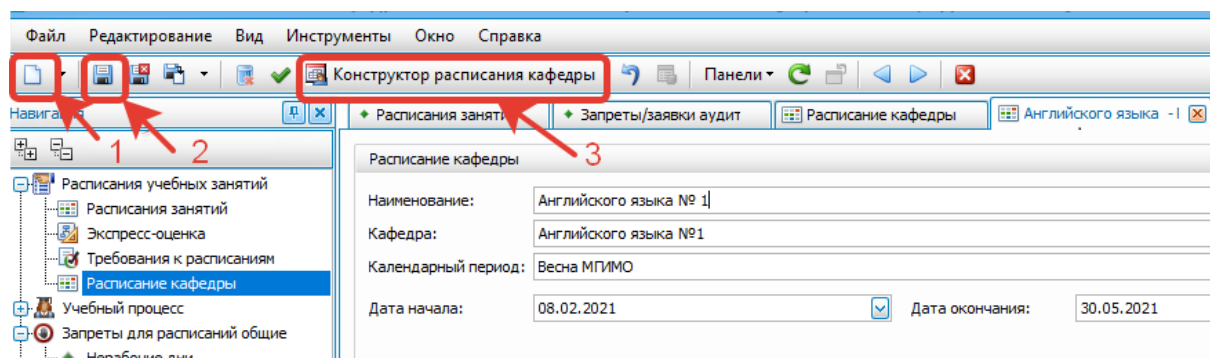 Файл Редактирование Вид Инструменты Окно Справка
Конструктор расписания кафедры Панели
Навигация Расписания занятий Запреты/заявки аудит Расписание кафедры Английского языка - I
1 2 3
Расписание кафедры
Расписания учебных занятий
Наименование: Английского языка № 1
Расписания занятий
Экспресс-оценка
Кафедра: Английского языка №1
Требования к расписаниям
Календарный период: Весна МГИМО
Расписание кафедры
Учебный процесс
Дата начала: 08.02.2021 Дата окончания: 30.05.2021
Запреты для расписаний общие
Нерабочие дни